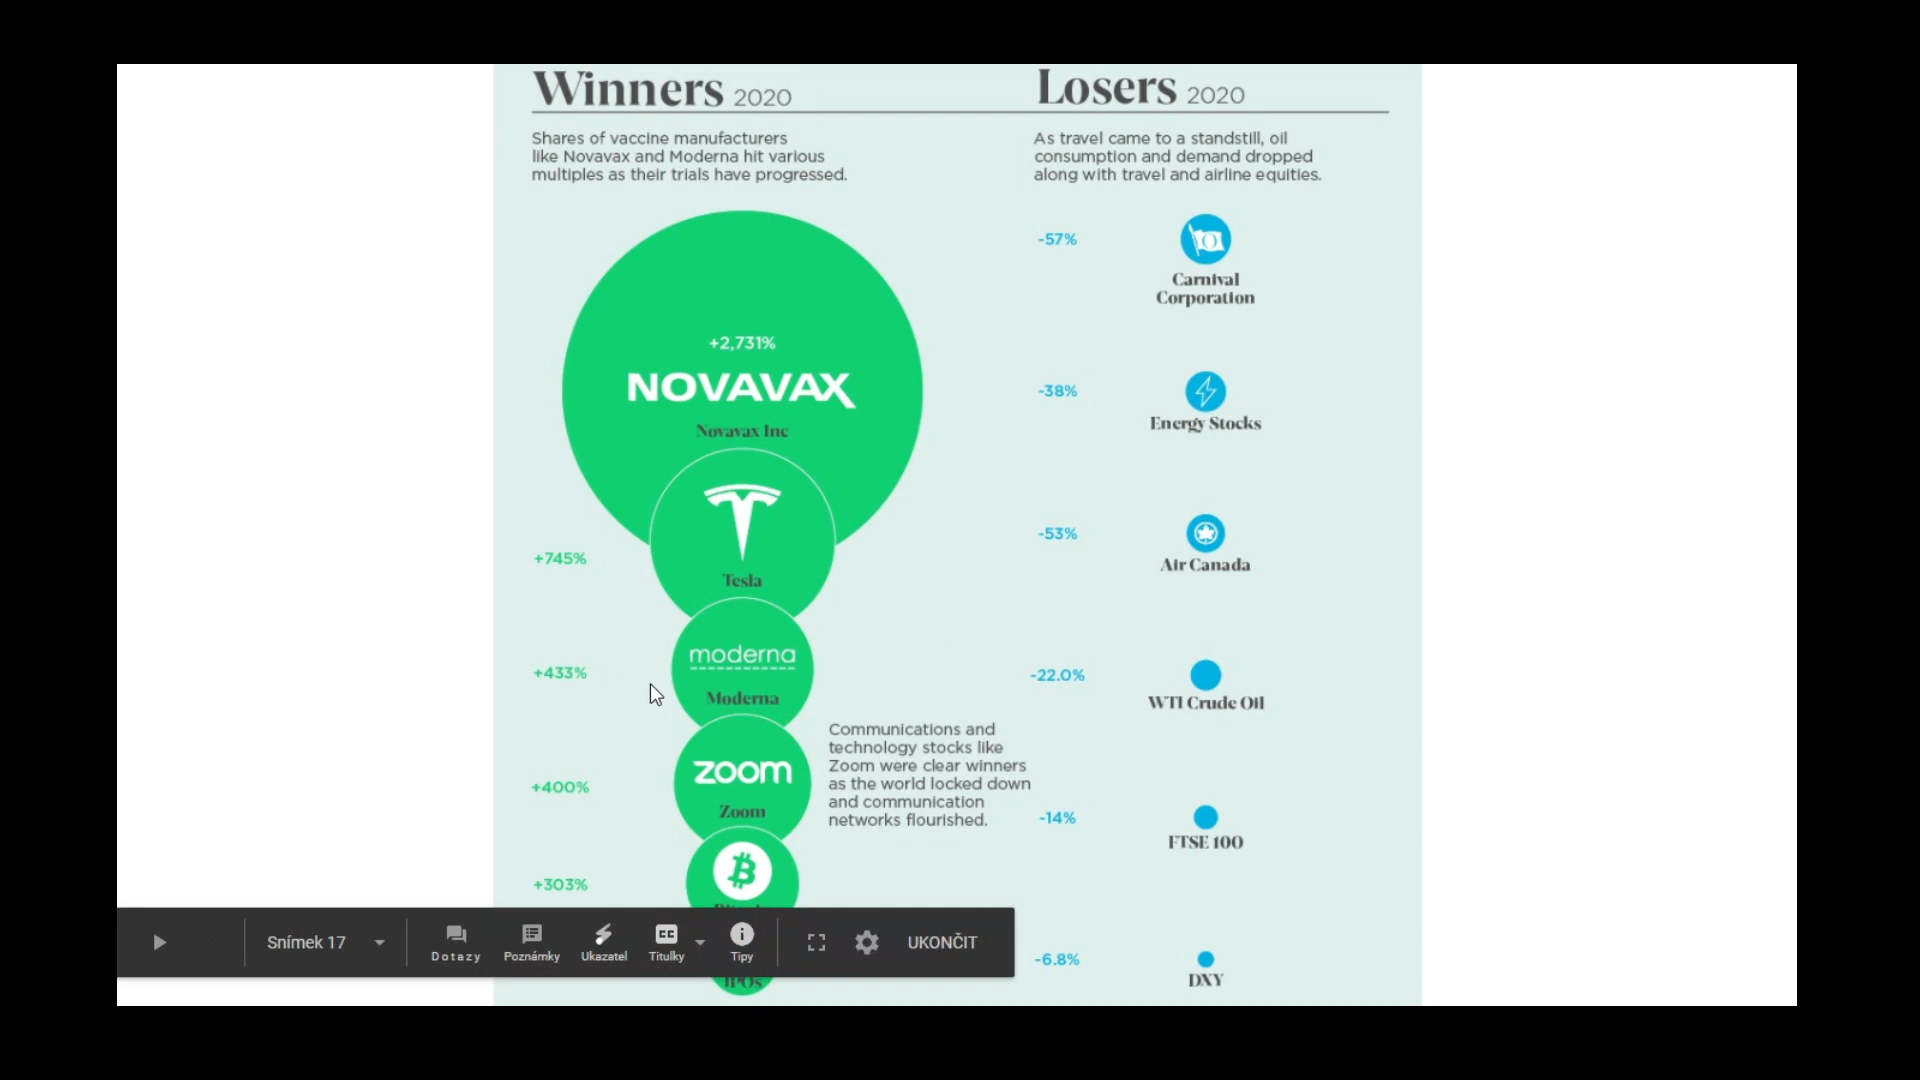 Winners 2020
Shares of vaccine manufacturers
like Novavax and Moderna hit various
multiples as their trials have progressed.
+2,731%
NOVAVAX
Novavax Inc
+745%
Tesla
+433%
moderna
Moderna
+400%
zoom
Zoom
Communications and
technology stocks like
Zoom were clear winners
as the world locked down
and communication
networks flourished.
+303%
IPOs
Losers 2020
As travel came to a standstill, oil
consumption and demand dropped
along with travel and airline equities.
-57%
Carnival
Corporation
-38%
Energy Stocks
-53%
Air Canada
-22.0%
WTI Crude Oil
-14%
FTSE 100
-6.8%
DXY
Snímek 17
Dotazy
Poznámky
Ukazatel
CC
Titulky
Tipy
UKONČIT